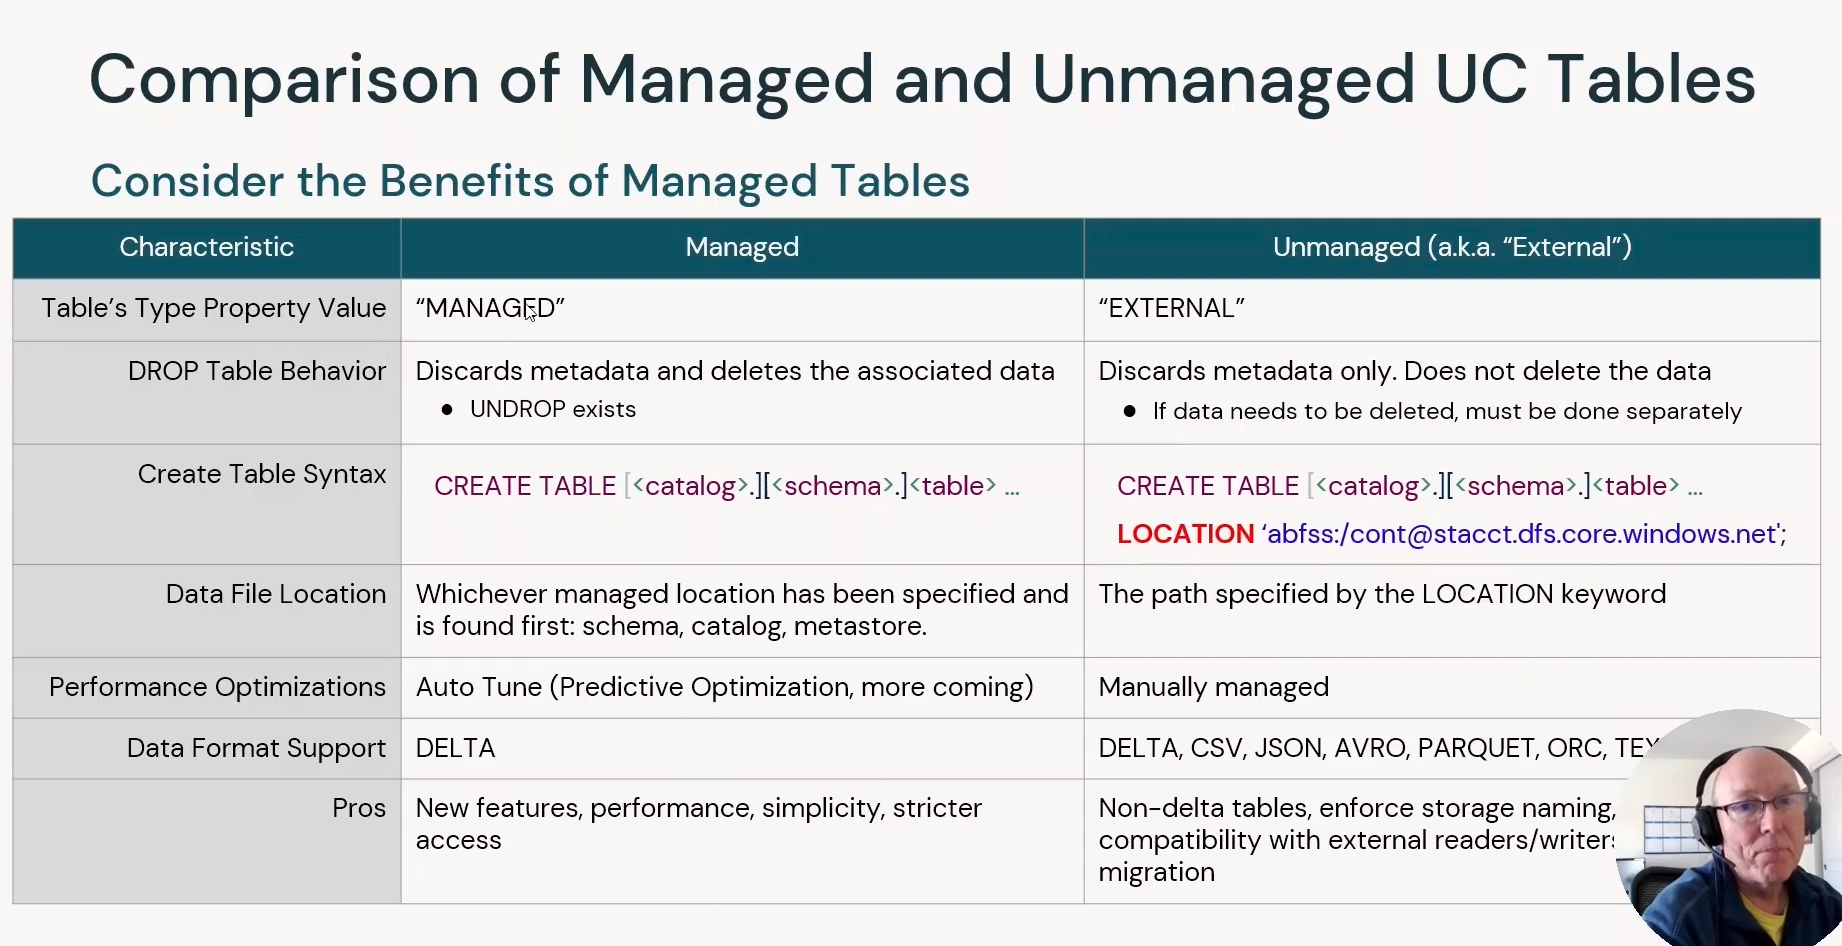 Comparison of Managed and Unmanaged UC Tables
Consider the Benefits of Managed Tables
Characteristic
Managed
Unmanaged (a.k.a. “External”)
Table’s Type Property Value
“MANAGED”
“EXTERNAL”
DROP Table Behavior
Discards metadata and deletes the associated data
● UNDROP exists
Discards metadata only. Does not delete the data
● If data needs to be deleted, must be done separately
Create Table Syntax
CREATE TABLE [<catalog>.][<schema>.]<table> ...
CREATE TABLE [<catalog>.][<schema>.]<table> ...
LOCATION ‘abfss:/cont@stacct.dfs.core.windows.net';
Data File Location
Whichever managed location has been specified and
is found first: schema, catalog, metastore.
The path specified by the LOCATION keyword
Performance Optimizations
Auto Tune (Predictive Optimization, more coming)
Manually managed
Data Format Support
DELTA
DELTA, CSV, JSON, AVRO, PARQUET, ORC,
Pros
New features, performance, simplicity, stricter
access
Non-delta tables, enforce storage naming,
compatibility with external readers/writers
migration